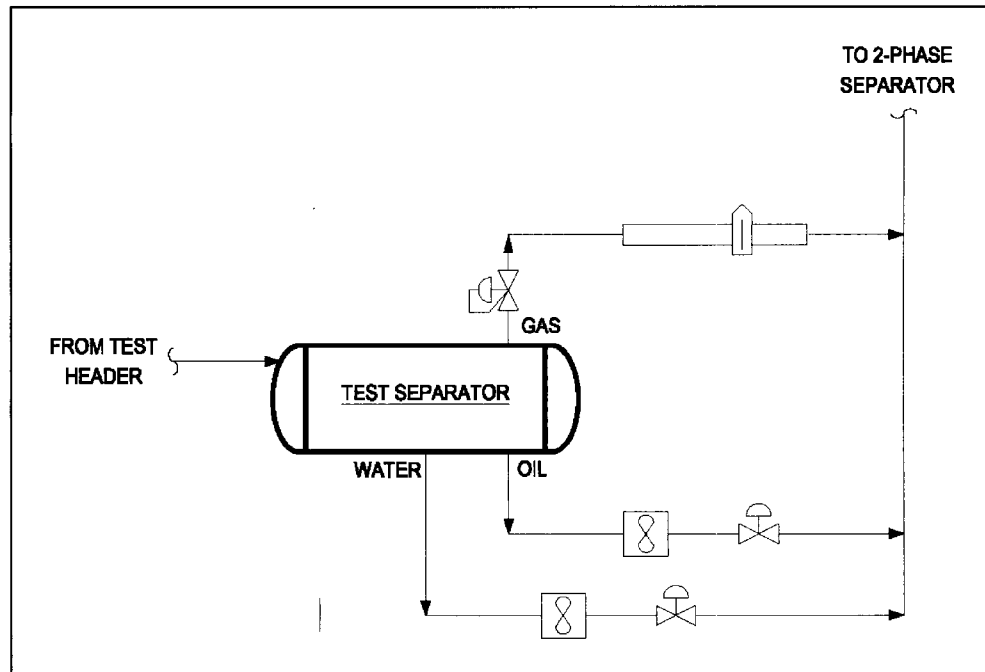 TO 2-PHASE
SEPARATOR
GAS
FROM TEST
HEADER
TEST SEPARATOR
WATER
OIL